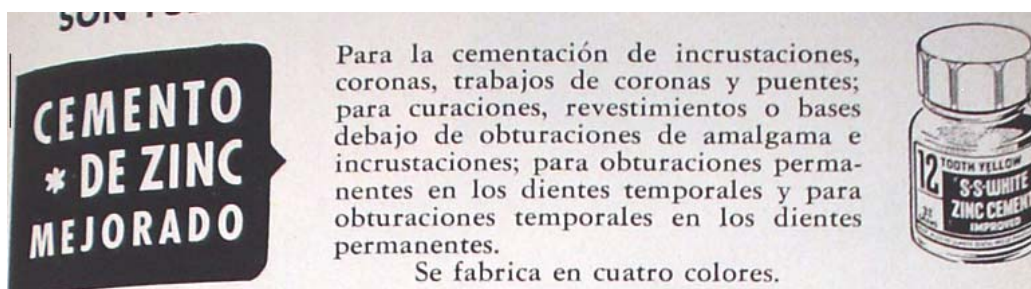 SON
CEMENTO
* DE ZINC
MEJORADO
Para la cementación de incrustaciones,
coronas, trabajos de coronas y puentes;
para curaciones, revestimientos o bases
debajo de obturaciones de amalgama e
incrustaciones; para obturaciones perma-
nentes en los dientes temporales y para
obturaciones temporales en los dientes
permanentes.
Se fabrica en cuatro colores.
12 TOOTH YELLOW
S·S·WHITE
ZINC CEMENT
IMPROVED